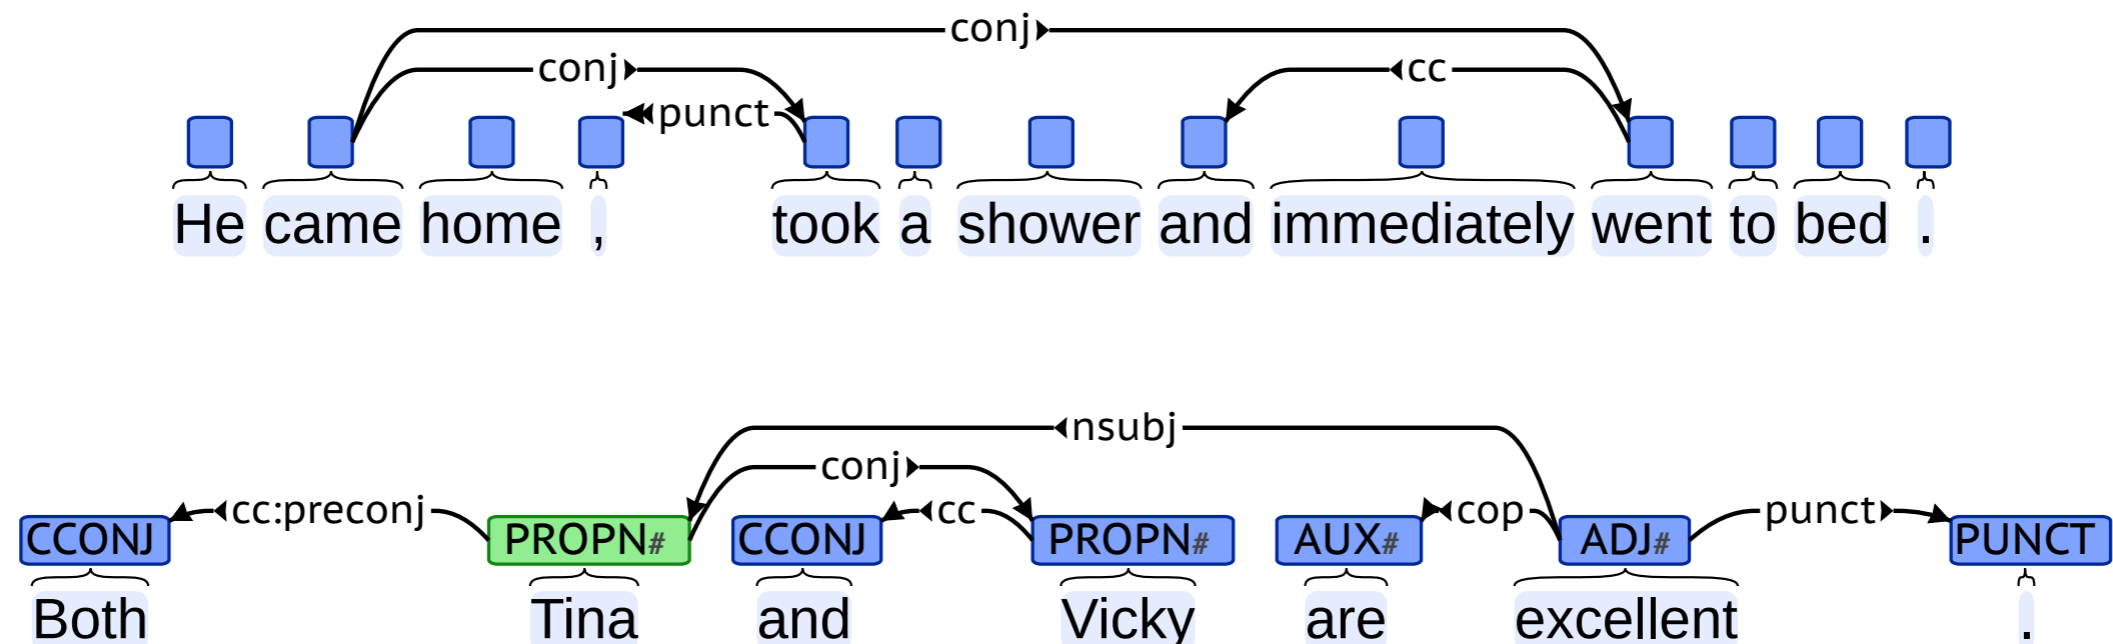 conj
conj cc
punct
He came home , took a shower and immediately went to bed .
nsubj
conj
cc:preconj cc cop punct
CCONJ PROPN# CCONJ PROPN# AUX# ADJ# PUNCT
Both Tina and Vicky are excellent .